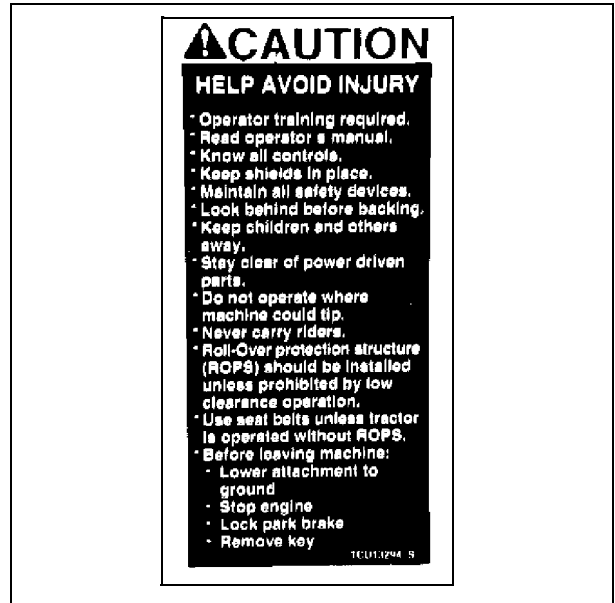 CAUTION
HELP AVOID INJURY
• Operator training required.
• Read operator s manual.
• Know all controls.
• Keep shields in place.
• Maintain all safety devices.
• Look behind before backing.
• Keep children and others
away.
• Stay clear of power driven
parts.
• Do not operate where
machine could tip.
• Never carry riders.
• Roll-Over protection structure
(ROPS) should be installed
unless prohibited by low
clearance operation.
• Use seat belts unless tractor
is operated without ROPS.
• Before leaving machine:
• Lower attachment to
ground
• Stop engine
• Lock park brake
• Remove key
TCU13294 S